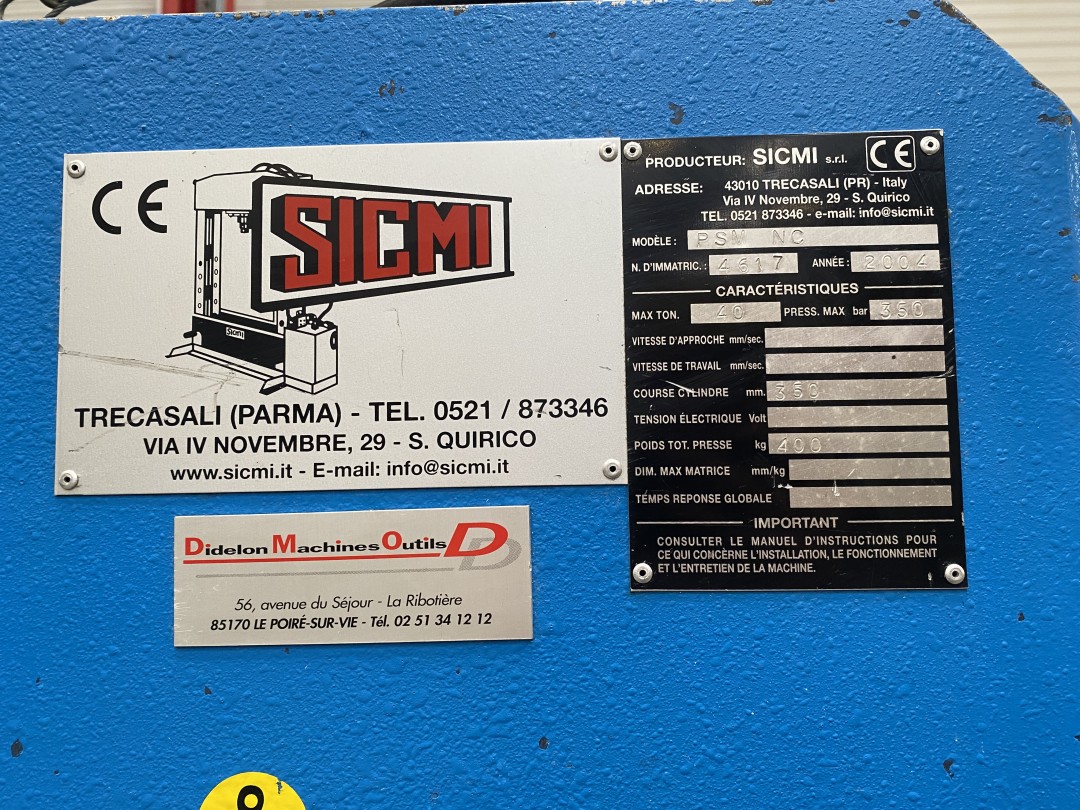 CE
SICMI
Sicmi
TRECASALI (PARMA) - TEL. 0521 / 873346
VIA IV NOVEMBRE, 29 - S. QUIRICO
www.sicmi.it - E-mail: info@sicmi.it
Didelon Machines Outils DD
56, avenue du Séjour - La Ribotière
85170 LE POIRÉ-SUR-VIE - Tél. 02 51 34 12 12
PRODUCTEUR: SICMI s.r.l. CE
ADRESSE: 43010 TRECASALI (PR) - Italy
Via IV Novembre, 29 - S. Quirico
TEL. 0521 873346 - e-mail: info@sicmi.it
MODÈLE: PSM NC
N. D'IMMATRIC.: 4617 ANNÉE: 2004
CARACTÉRISTIQUES
MAX TON. 40 PRESS. MAX bar 350
VITESSE D'APPROCHE mm/sec.
VITESSE DE TRAVAIL mm/sec.
COURSE CYLINDRE mm. 350
TENSION ÉLECTRIQUE Volt
POIDS TOT. PRESSE kg 400
DIM. MAX MATRICE mm/kg
TEMPS REPONSE GLOBALE
IMPORTANT
CONSULTER LE MANUEL D'INSTRUCTIONS POUR
CE QUI CONCERNE L'INSTALLATION, LE FONCTIONNEMENT
ET L'ENTRETIEN DE LA MACHINE.